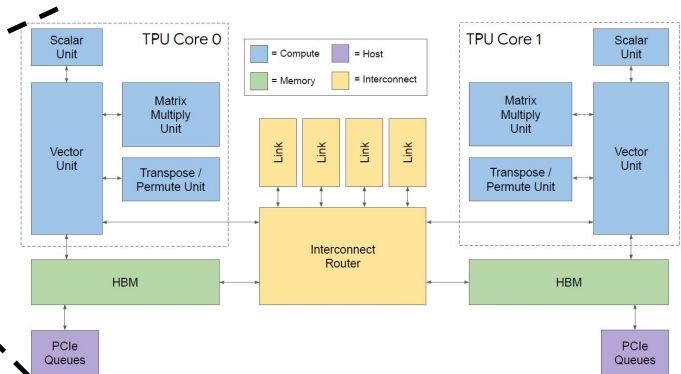 TPU Core 0
Scalar
Unit
Vector
Unit
Matrix
Multiply
Unit
Transpose /
Permute Unit
HBM
PCIe
Queues
= Compute
= Host
= Memory
= Interconnect
Link
Link
Link
Link
Interconnect
Router
TPU Core 1
Scalar
Unit
Matrix
Multiply
Unit
Transpose /
Permute Unit
Vector
Unit
HBM
PCIe
Queues